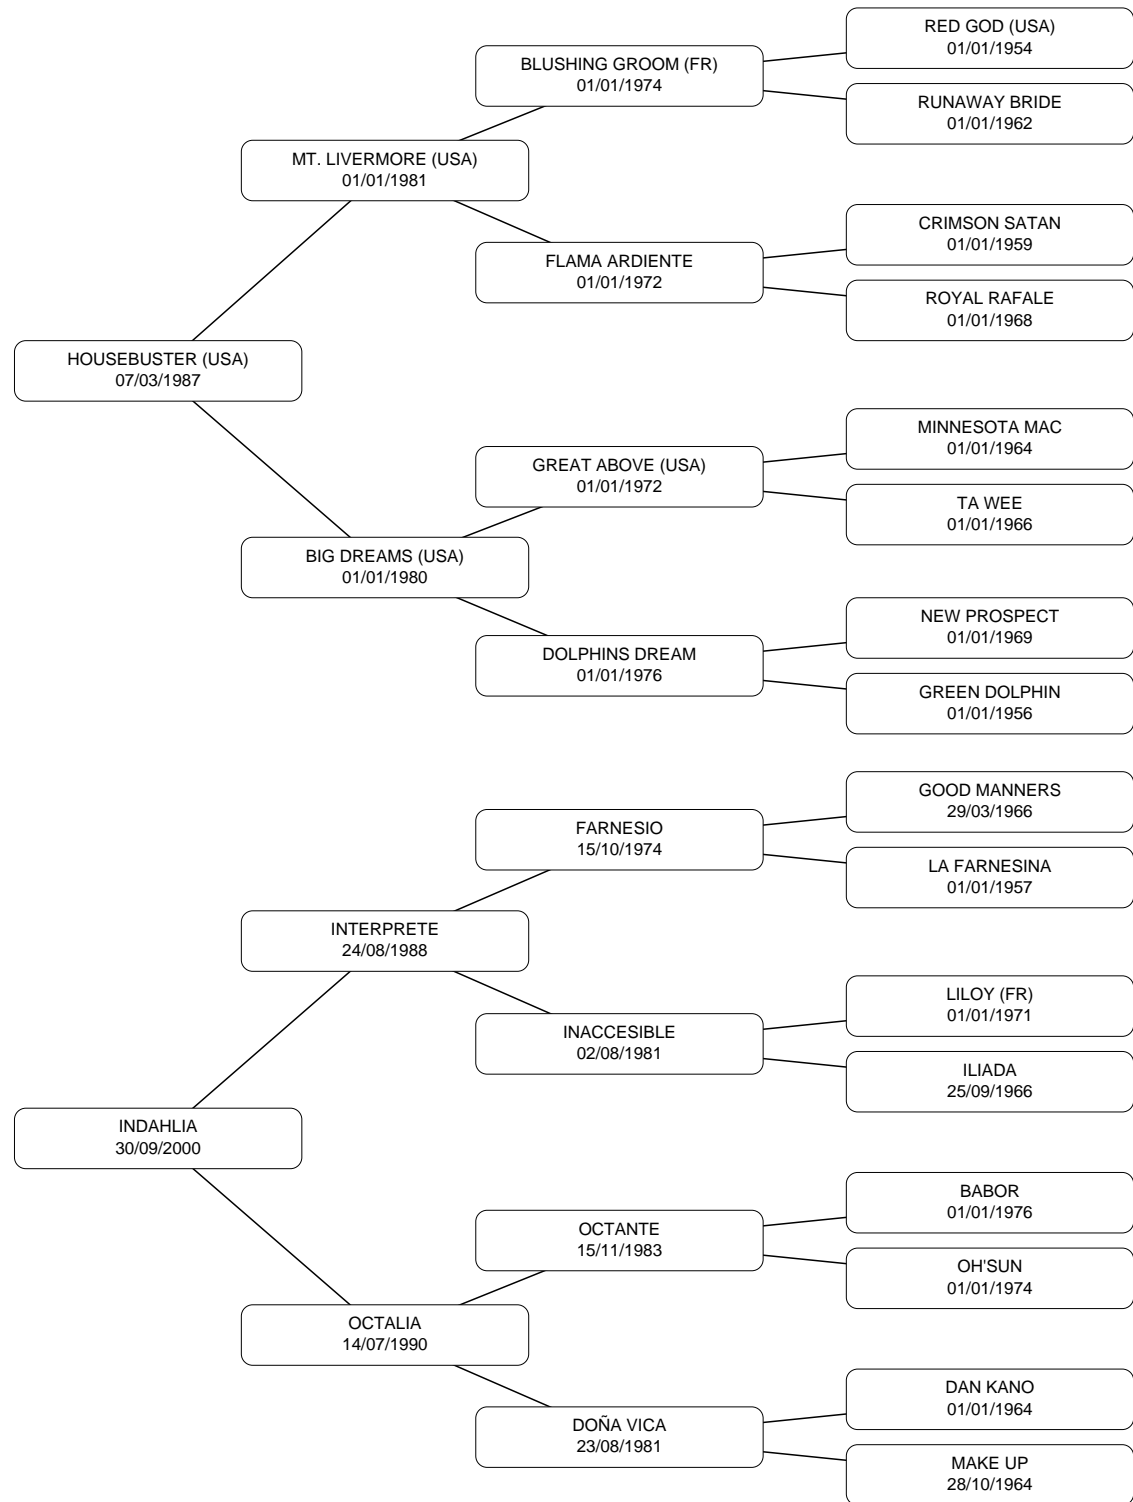 RED GOD (USA)
01/01/1954
BLUSHING GROOM (FR)
01/01/1974
RUNAWAY BRIDE
01/01/1962
MT. LIVERMORE (USA)
01/01/1981
CRIMSON SATAN
01/01/1959
FLAMA ARDIENTE
01/01/1972
ROYAL RAFALE
01/01/1968
HOUSEBUSTER (USA)
07/03/1987
MINNESOTA MAC
01/01/1964
GREAT ABOVE (USA)
01/01/1972
TA WEE
01/01/1966
BIG DREAMS (USA)
01/01/1980
NEW PROSPECT
01/01/1969
DOLPHINS DREAM
01/01/1976
GREEN DOLPHIN
01/01/1956
GOOD MANNERS
29/03/1966
FARNESIO
15/10/1974
LA FARNESINA
01/01/1957
INTERPRETE
24/08/1988
LILOY (FR)
01/01/1971
INACCESIBLE
02/08/1981
ILIADA
25/09/1966
INDAHLIA
30/09/2000
BABOR
01/01/1976
OCTANTE
15/11/1983
OH'SUN
01/01/1974
OCTALIA
14/07/1990
DAN KANO
01/01/1964
DOÑA VICA
23/08/1981
MAKE UP
28/10/1964